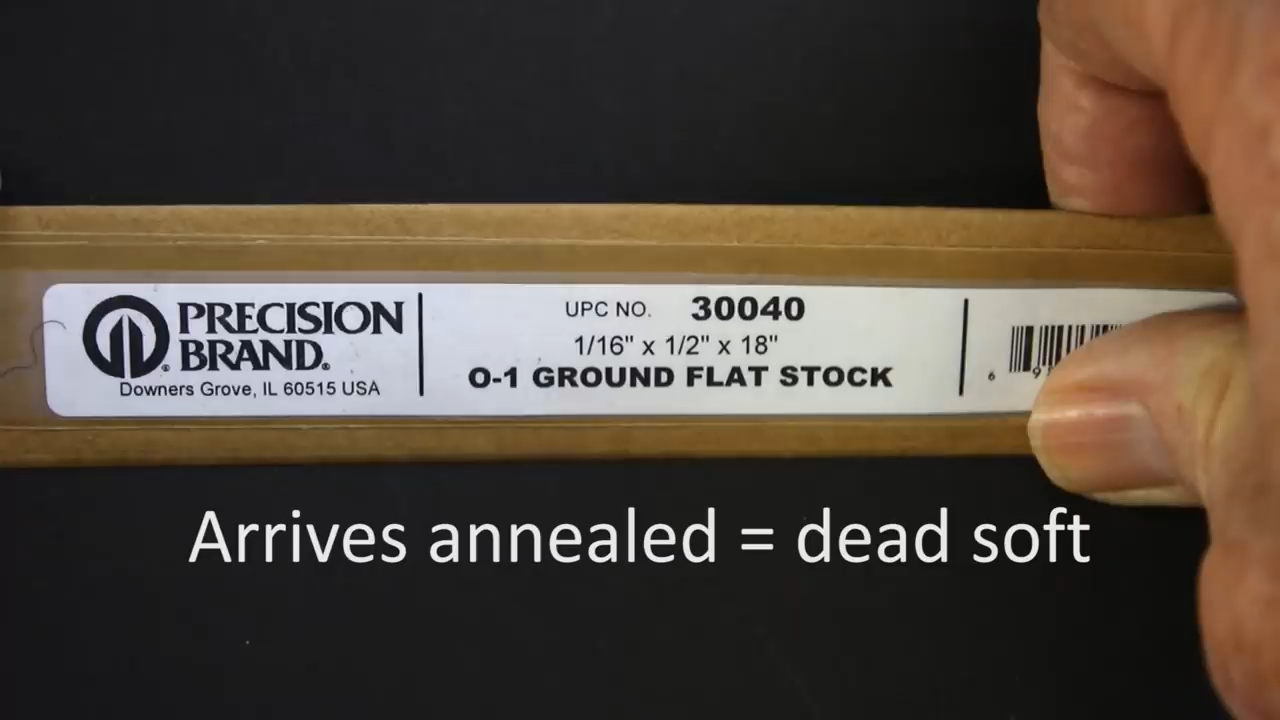 PRECISION
BRAND®
Downers Grove, IL 60515 USA
UPC NO. 30040
1/16" x 1/2" x 18"
O-1 GROUND FLAT STOCK
6
Arrives annealed = dead soft